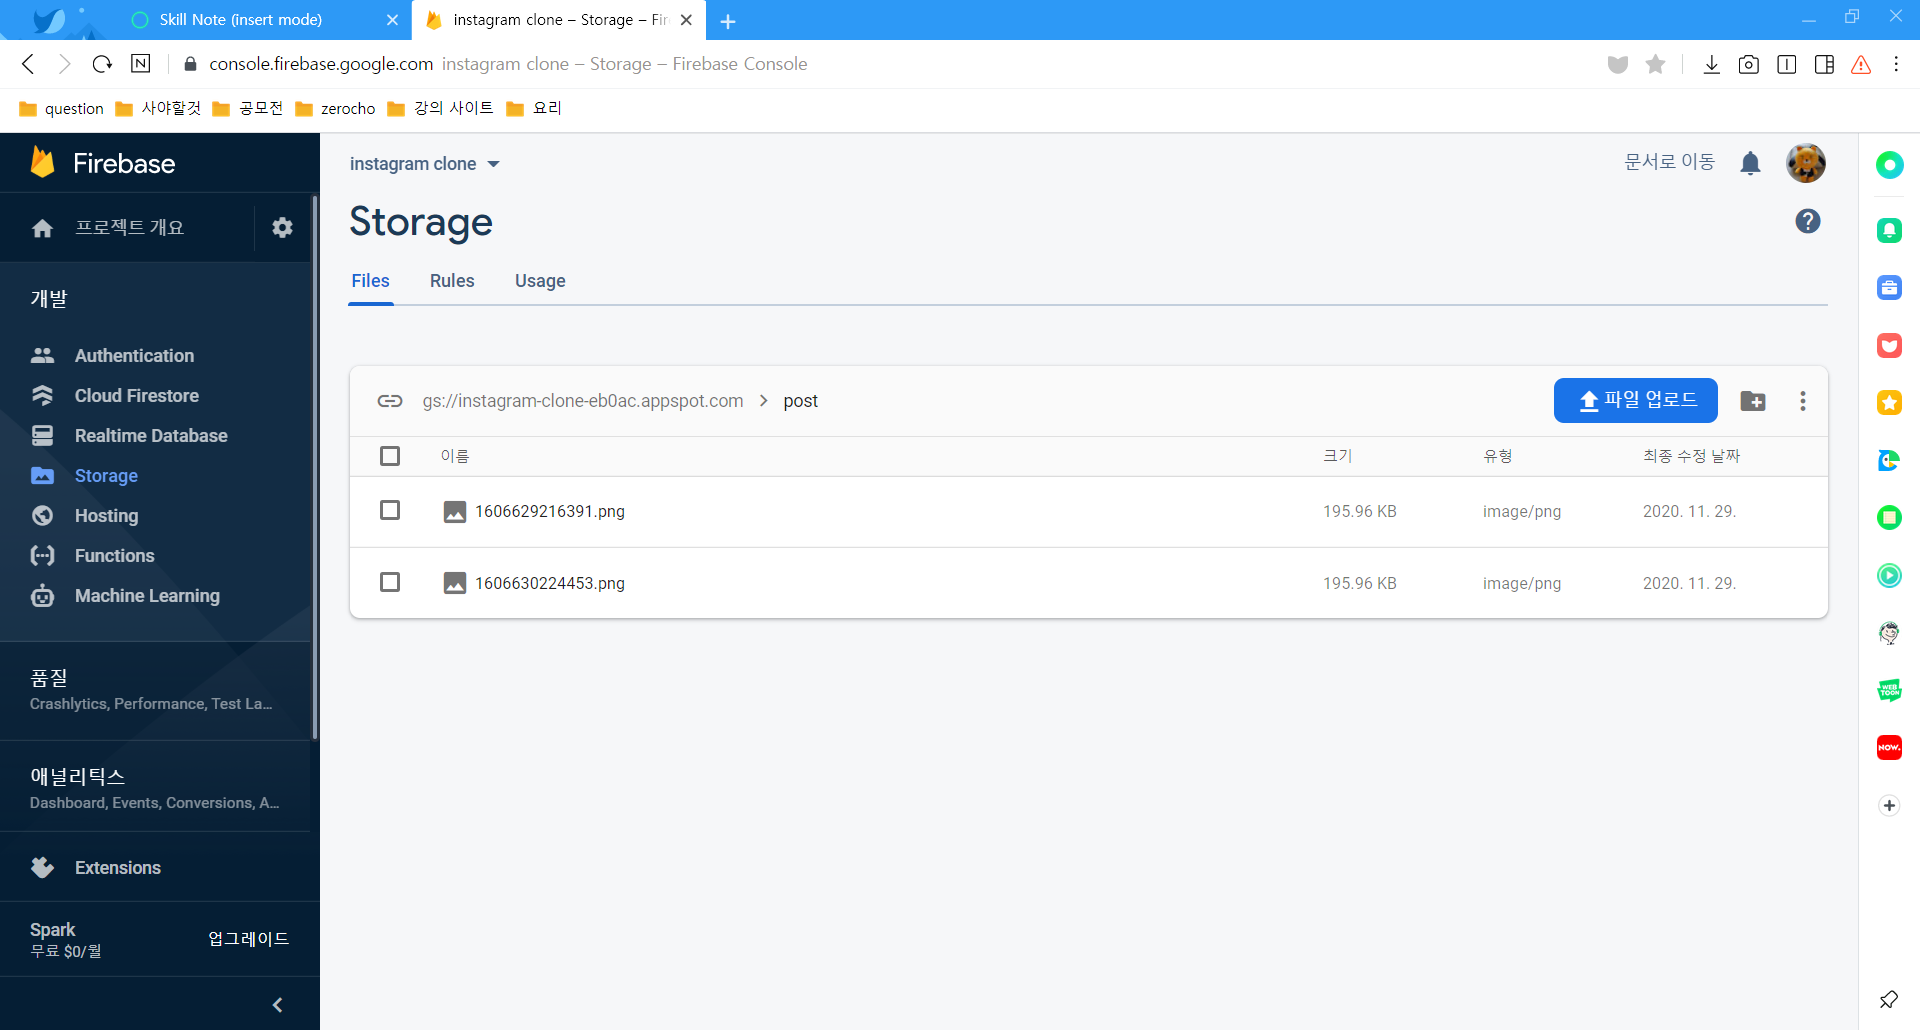 Skill Note (insert mode)
instagram clone – Storage – Fir
console.firebase.google.com instagram clone – Storage – Firebase Console
question 사야할것 공모전 zerocho 강의 사이트 요리
Firebase
프로젝트 개요
개발
Authentication
Cloud Firestore
Realtime Database
Storage
Hosting
Functions
Machine Learning
품질
Crashlytics, Performance, Test La...
애널리틱스
Dashboard, Events, Conversions, A...
Extensions
Spark
무료 $0/월
업그레이드
instagram clone
문서로 이동
Storage
Files Rules Usage
gs://instagram-clone-eb0ac.appspot.com > post
파일 업로드
이름 크기 유형 최종 수정 날짜
1606629216391.png 195.96 KB image/png 2020. 11. 29.
1606630224453.png 195.96 KB image/png 2020. 11. 29.
WEB
TOON
NOW.